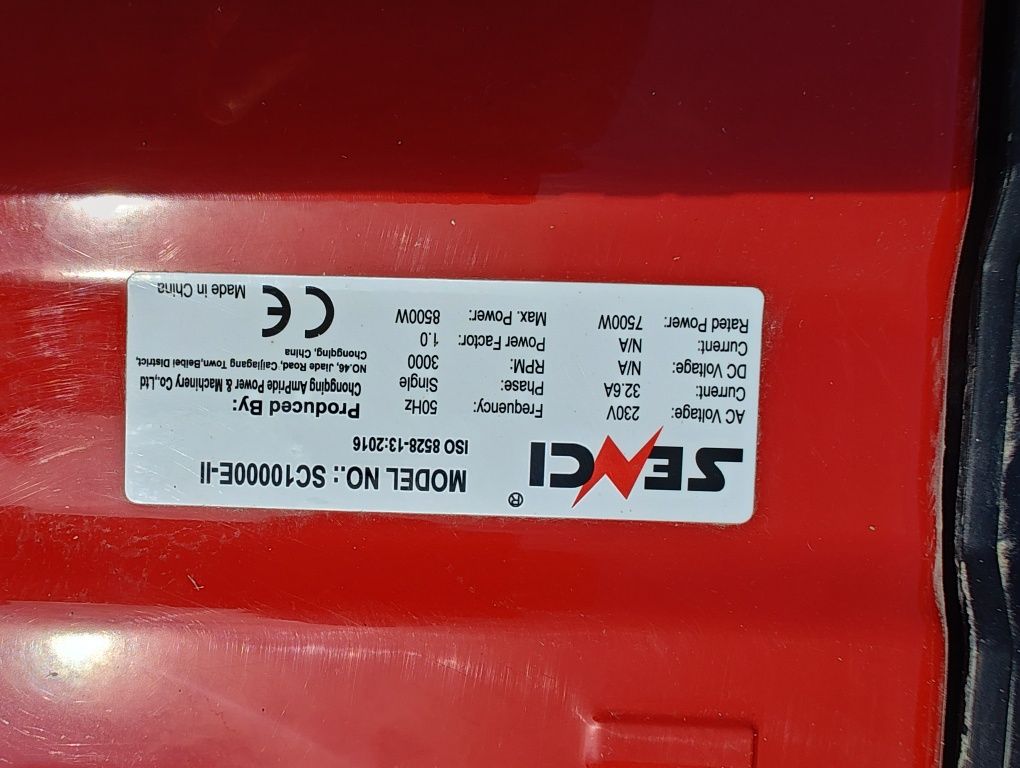 SENCI®
MODEL NO.: SC10000E-II
ISO 8528-13:2016
AC Voltage: 230V Frequency: 50Hz
Current: 32.6A Phase: Single
DC Voltage: N/A RPM: 3000
Current: N/A Power Factor: 1.0
Rated Power: 7500W Max. Power: 8500W
Produced By:
Chongqing AmPride Power & Machinery Co.,Ltd
NO.46, Jiade Road, Caijiagang Town,Beibei District,
Chongqing, China
CE Made in China